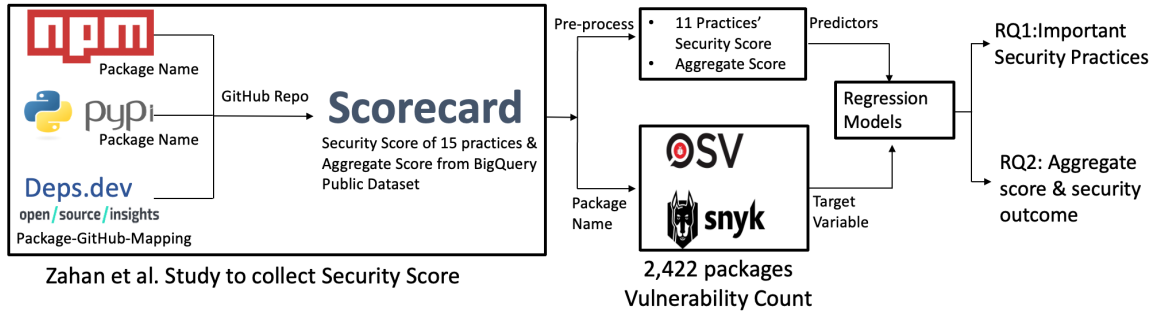 npm
Package Name
pypi
Package Name
Deps.dev
open/source/insights
Package-GitHub-Mapping
GitHub Repo
Scorecard
Security Score of 15 practices &
Aggregate Score from BigQuery
Public Dataset
Zahan et al. Study to collect Security Score
Pre-process
• 11 Practices’
Security Score
• Aggregate Score
Predictors
Package
Name
OSV
snyk
Target
Variable
2,422 packages
Vulnerability Count
Regression
Models
RQ1:Important
Security Practices
RQ2: Aggregate
score & security
outcome